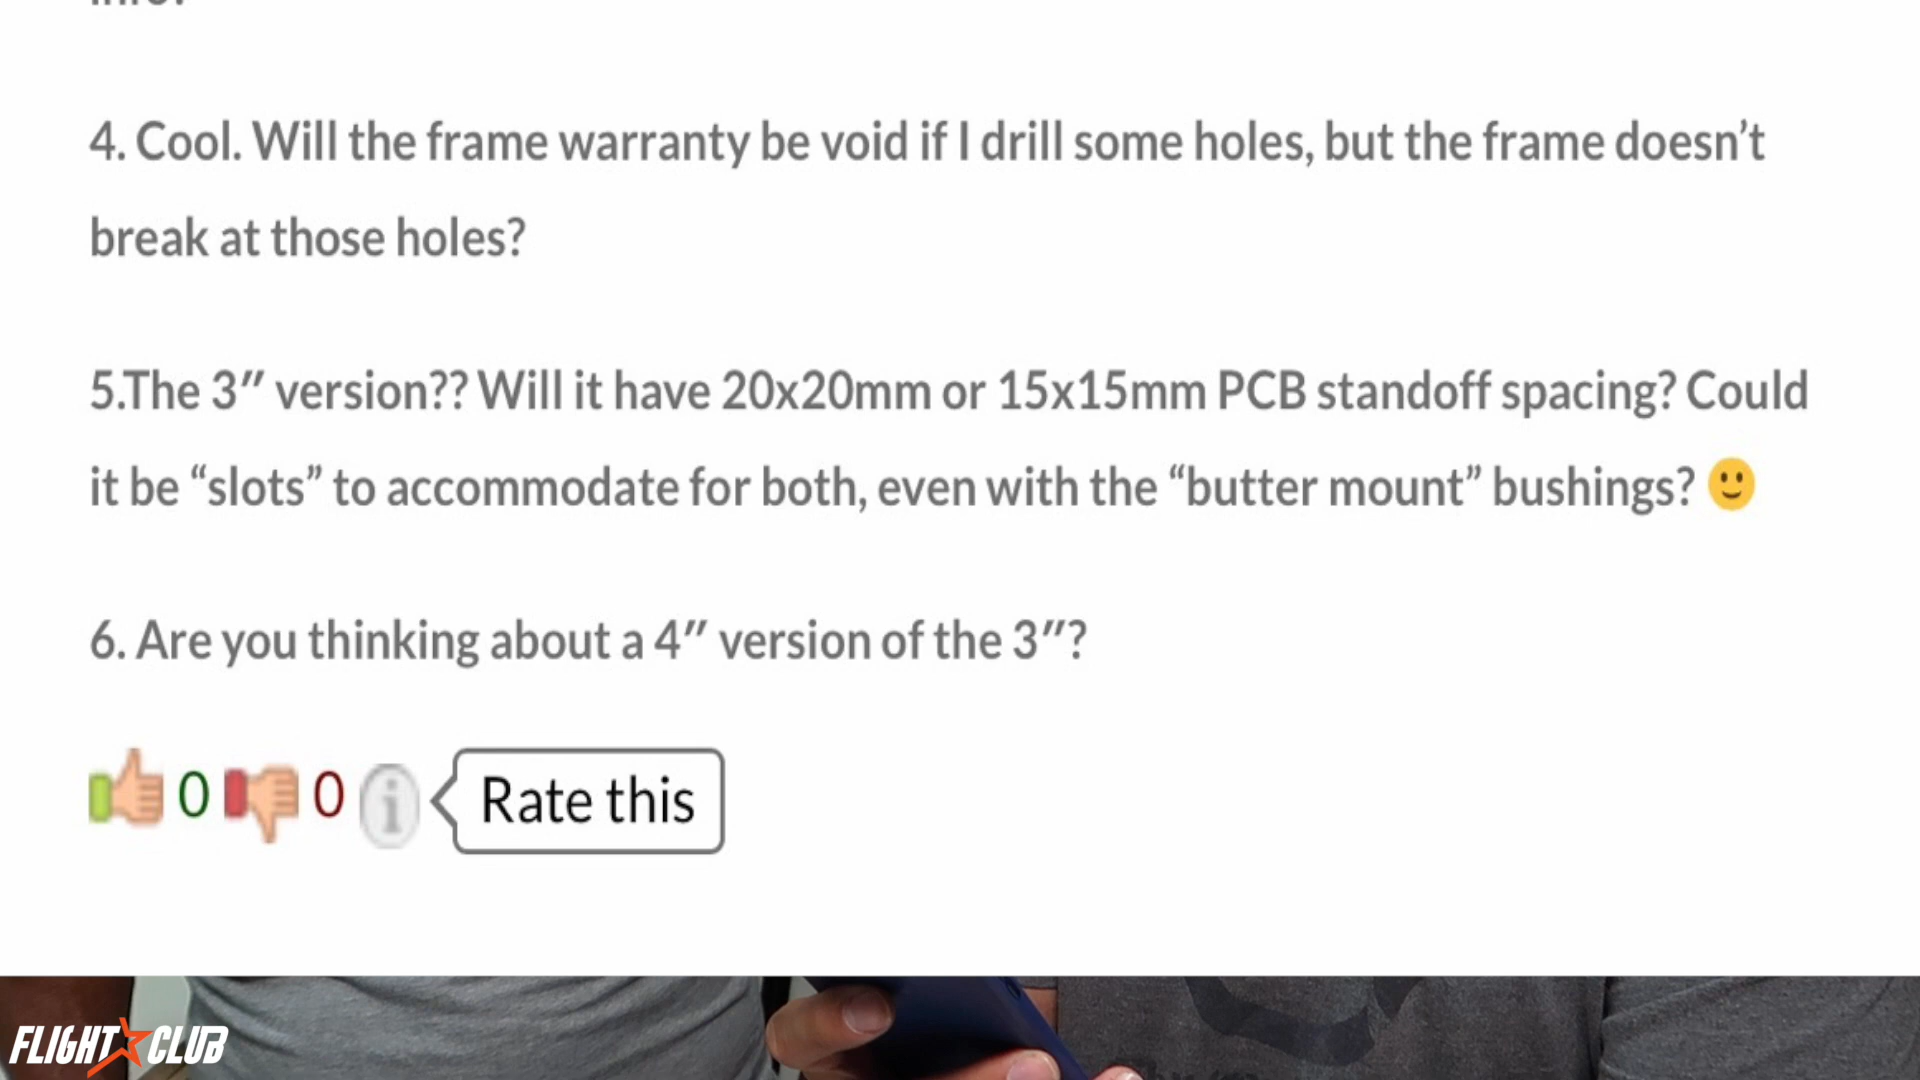 4. Cool. Will the frame warranty be void if I drill some holes, but the frame doesn’t
break at those holes?
5.The 3″ version?? Will it have 20x20mm or 15x15mm PCB standoff spacing? Could
it be “slots” to accommodate for both, even with the “butter mount” bushings?
6. Are you thinking about a 4″ version of the 3″?
0 0 i Rate this
FLIGHT CLUB